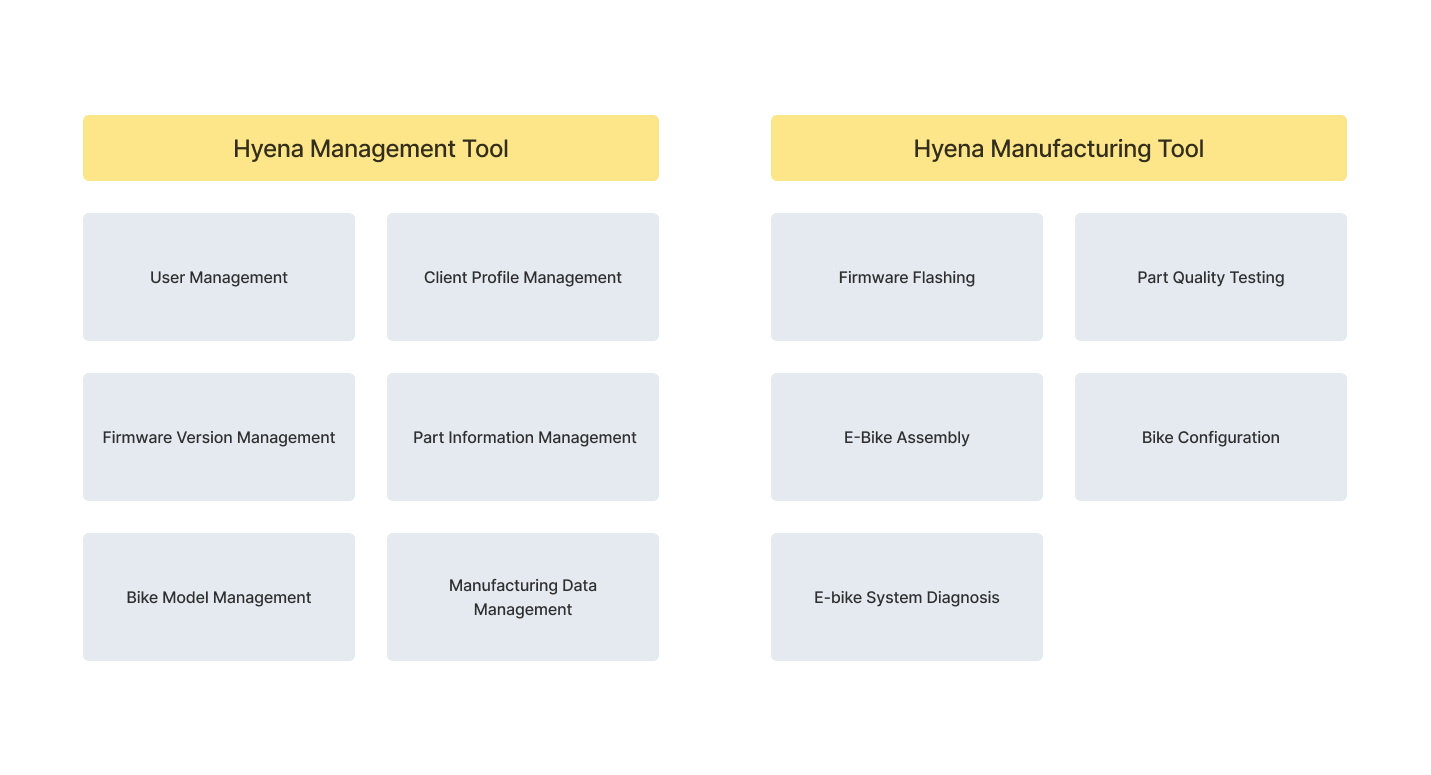 Hyena Management Tool
User Management
Client Profile Management
Firmware Version Management
Part Information Management
Bike Model Management
Manufacturing Data
Management
Hyena Manufacturing Tool
Firmware Flashing
Part Quality Testing
E-Bike Assembly
Bike Configuration
E-bike System Diagnosis